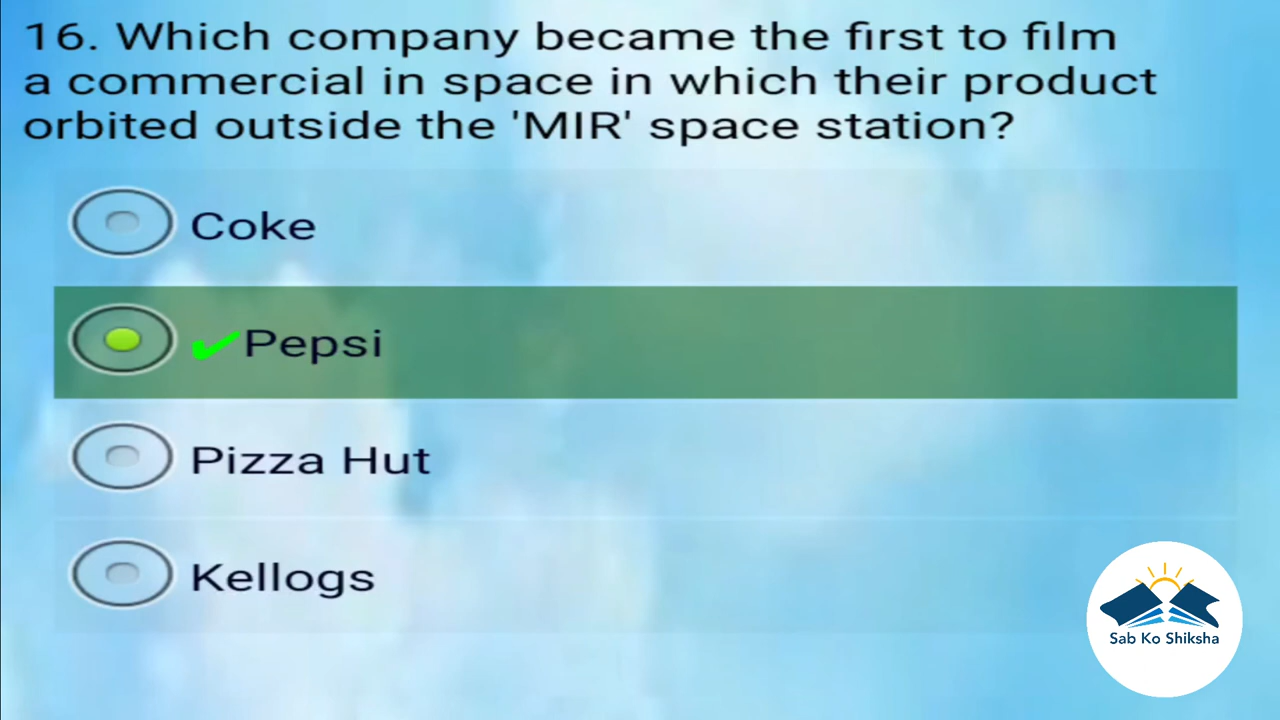 16. Which company became the first to film
a commercial in space in which their product
orbited outside the 'MIR' space station?
Coke
✔Pepsi
Pizza Hut
Kellogs
Sab Ko Shiksha